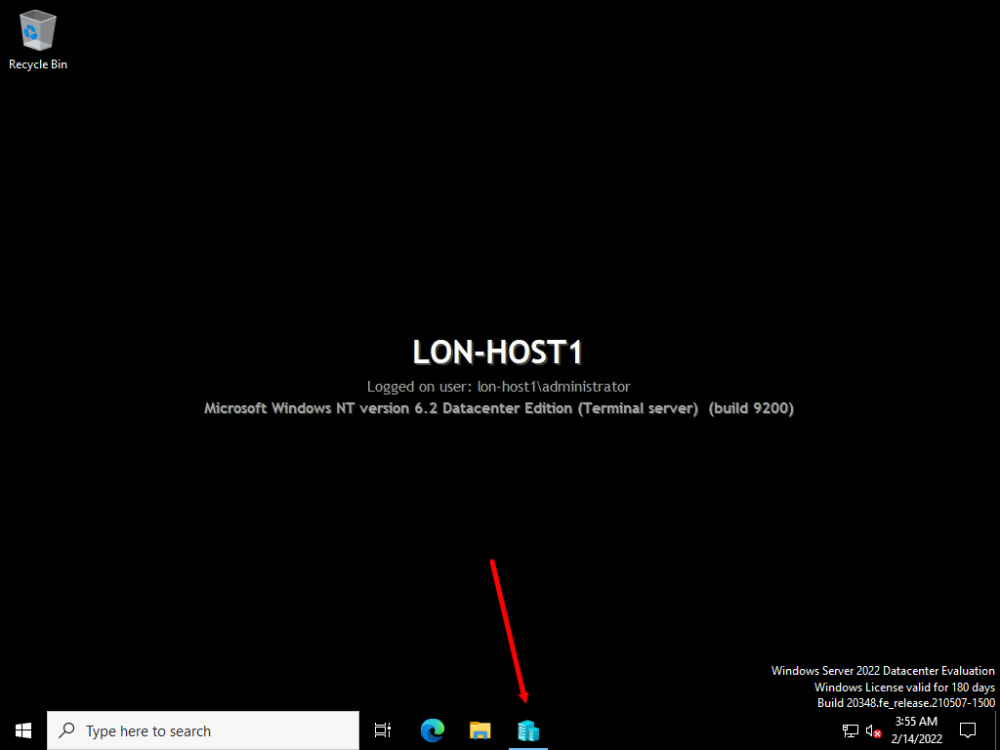 Recycle Bin
LON-HOST1
Logged on user: lon-host1\administrator
Microsoft Windows NT version 6.2 Datacenter Edition (Terminal server) (build 9200)
Windows Server 2022 Datacenter Evaluation
Windows License valid for 180 days
Build 20348.fe_release.210507-1500
Type here to search
3:55 AM
2/14/2022